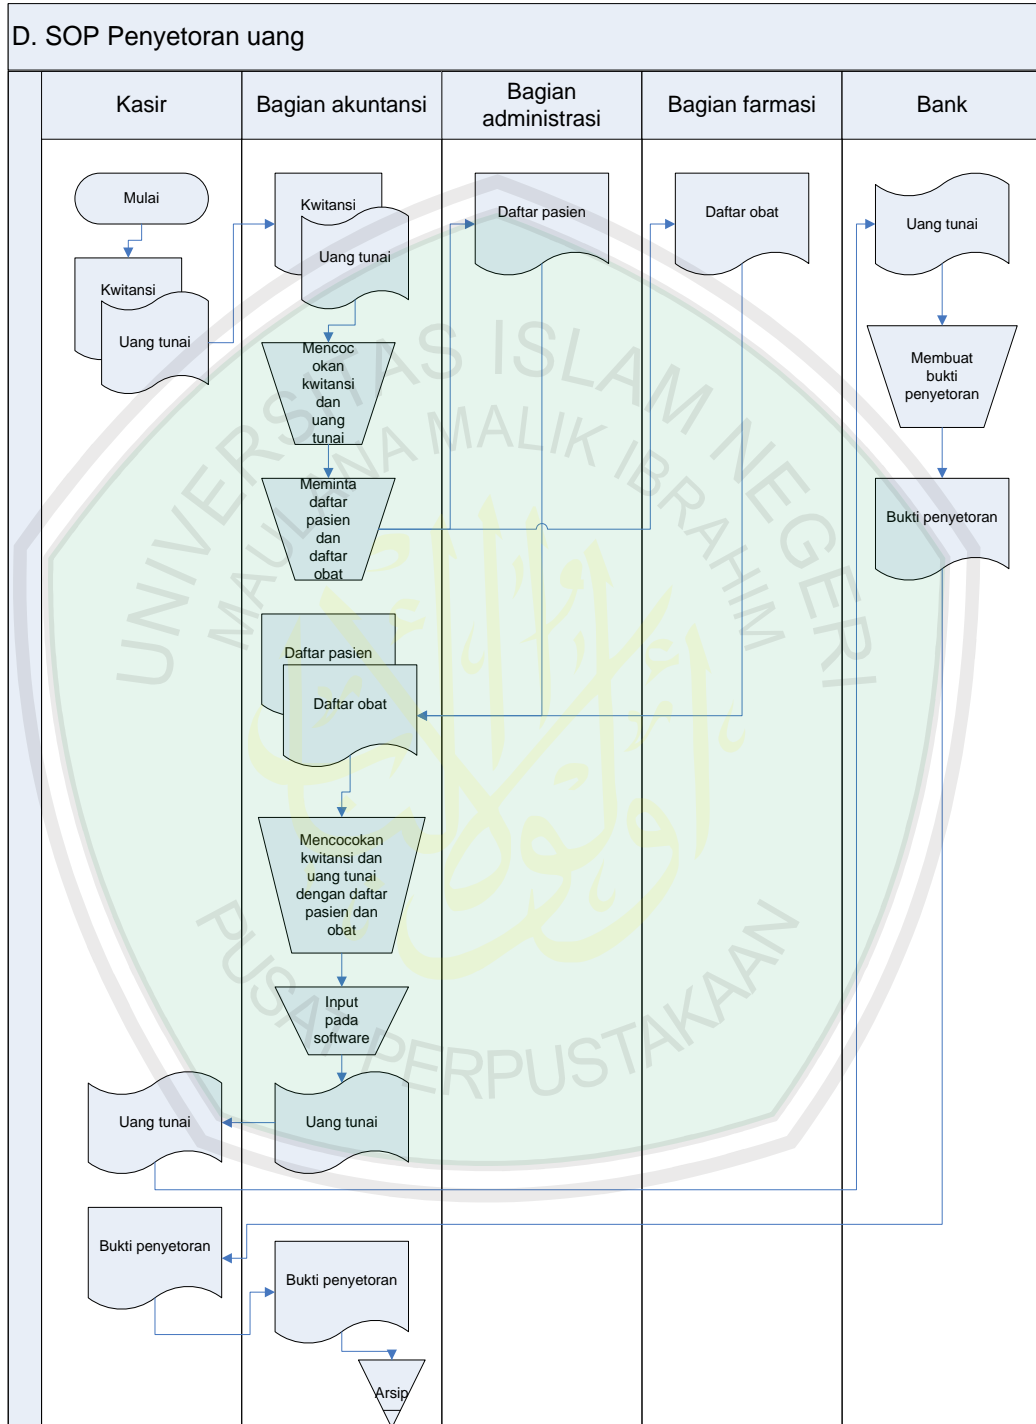 D. SOP Penyetoran uang
Kasir
Bagian akuntansi
Bagian
administrasi
Bagian farmasi
Bank
Mulai
Kwitansi
Uang tunai
Kwitansi
Uang tunai
Mencoc
okan
kwitansi
dan
uang
tunai
Meminta
daftar
pasien
dan
daftar
obat
Daftar pasien
Daftar obat
Uang tunai
Membuat
bukti
penyetoran
Bukti penyetoran
Daftar pasien
Daftar obat
Mencocokan
kwitansi dan
uang tunai
dengan daftar
pasien dan
obat
Input
pada
software
Uang tunai
Uang tunai
Bukti penyetoran
Bukti penyetoran
Arsip
UNIVERSITAS ISLAM NEGERI
MAULANA MALIK IBRAHIM
PUSAT PERPUSTAKAAN